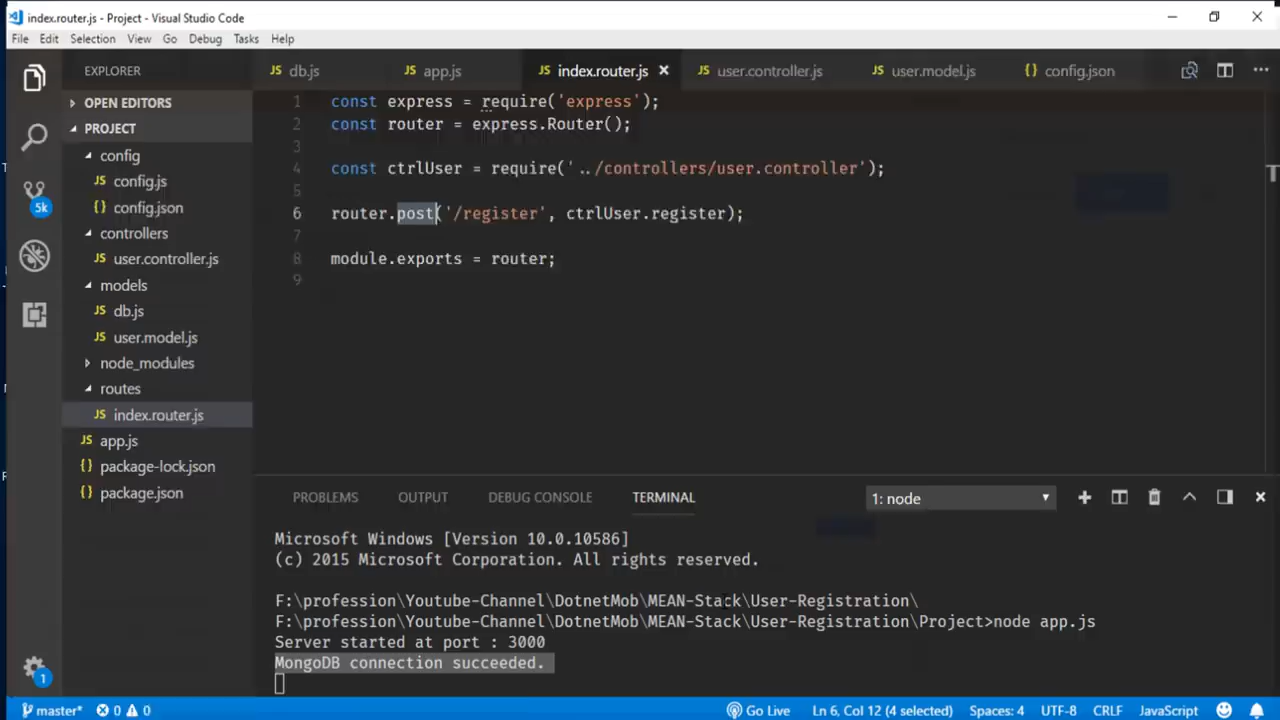 index.router.js - Project - Visual Studio Code
File Edit Selection View Go Debug Tasks Help
EXPLORER
OPEN EDITORS
PROJECT
config
JS config.js
{} config.json
controllers
JS user.controller.js
models
JS db.js
JS user.model.js
node_modules
routes
JS index.router.js
JS app.js
{} package-lock.json
{} package.json
5k
1
JS db.js JS app.js JS index.router.js JS user.controller.js JS user.model.js {} config.json
1 const express = require('express');
2 const router = express.Router();
3
4 const ctrlUser = require('../controllers/user.controller');
5
6 router.post('/register', ctrlUser.register);
7
8 module.exports = router;
9
PROBLEMS OUTPUT DEBUG CONSOLE TERMINAL 1: node
Microsoft Windows [Version 10.0.10586]
(c) 2015 Microsoft Corporation. All rights reserved.
F:\profession\Youtube-Channel\DotnetMob\MEAN-Stack\User-Registration\
F:\profession\Youtube-Channel\DotnetMob\MEAN-Stack\User-Registration\Project>node app.js
Server started at port : 3000
MongoDB connection succeeded.
master* 0 0 Go Live Ln 6, Col 12 (4 selected) Spaces: 4 UTF-8 CRLF JavaScript